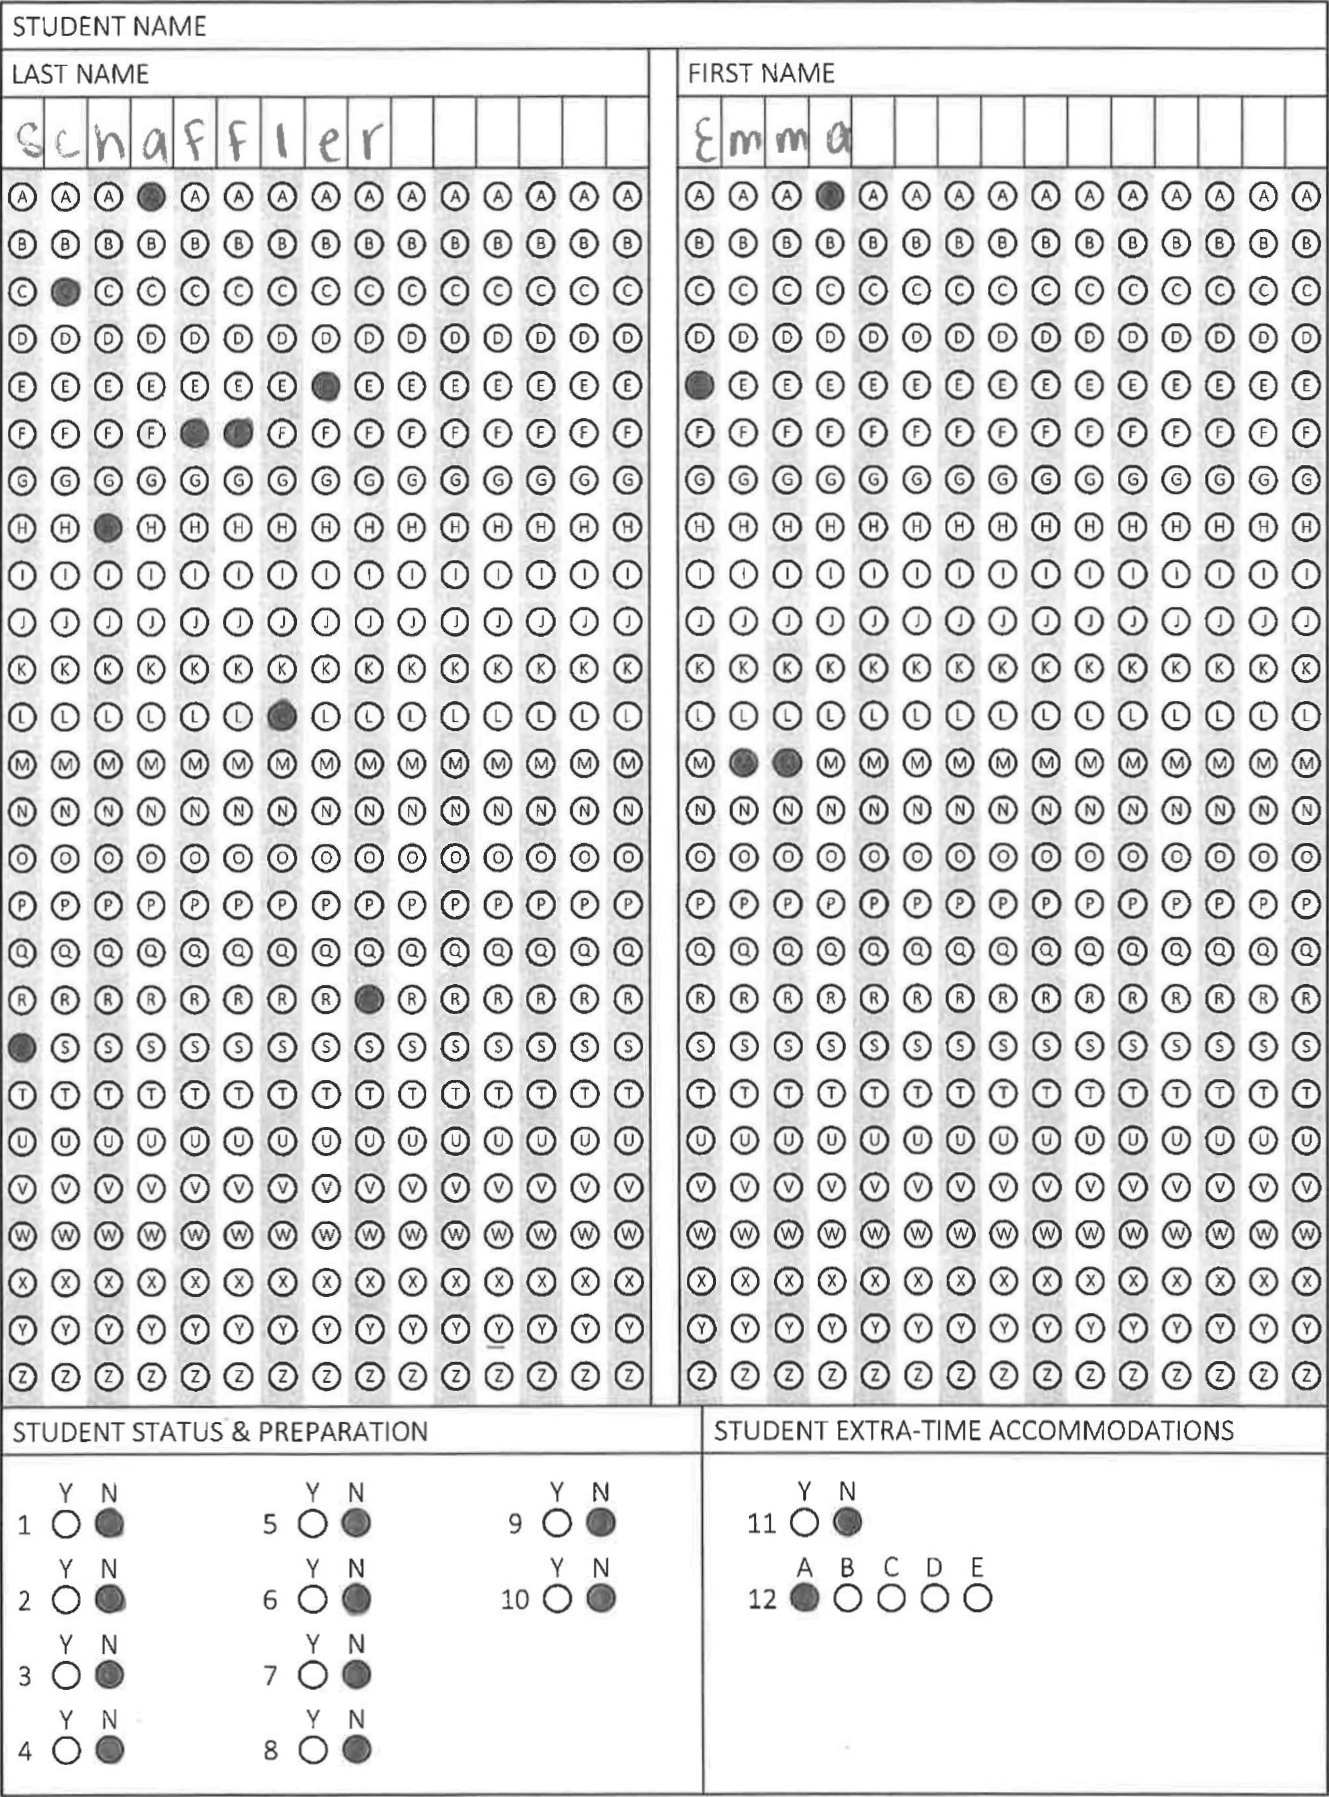 STUDENT NAME
LAST NAME FIRST NAME
Schaffler Emma
A A A A A A A A A A A A A A A A A A A A A A A A A A A A
B B B B B B B B B B B B B B B B B B B B B B B B B B B B B B
C C C C C C C C C C C C C C C C C C C C C C C C C C C C C
D D D D D D D D D D D D D D D D D D D D D D D D D D D D D D
E E E E E E E E E E E E E E E E E E E E E E E E E E E E
F F F F F F F F F F F F F F F F F F F F F F F F F F F F
G G G G G G G G G G G G G G G G G G G G G G G G G G G G G G
H H H H H H H H H H H H H H H H H H H H H H H H H H H H H
I I I I I I I I I I I I I I I I I I I I I I I I I I I I I I
J J J J J J J J J J J J J J J J J J J J J J J J J J J J J J
K K K K K K K K K K K K K K K K K K K K K K K K K K K K K K
L L L L L L L L L L L L L L L L L L L L L L L L L L L L L
M M M M M M M M M M M M M M M M M M M M M M M M M M M M
N N N N N N N N N N N N N N N N N N N N N N N N N N N N N N
O O O O O O O O O O O O O O O O O O O O O O O O O O O O O O
P P P P P P P P P P P P P P P P P P P P P P P P P P P P P P
Q Q Q Q Q Q Q Q Q Q Q Q Q Q Q Q Q Q Q Q Q Q Q Q Q Q Q Q Q Q
R R R R R R R R R R R R R R R R R R R R R R R R R R R R R
S S S S S S S S S S S S S S S S S S S S S S S S S S S S S
T T T T T T T T T T T T T T T T T T T T T T T T T T T T T T
U U U U U U U U U U U U U U U U U U U U U U U U U U U U U U
V V V V V V V V V V V V V V V V V V V V V V V V V V V V V V
W W W W W W W W W W W W W W W W W W W W W W W W W W W W W W
X X X X X X X X X X X X X X X X X X X X X X X X X X X X X X
Y Y Y Y Y Y Y Y Y Y Y Y Y Y Y Y Y Y Y Y Y Y Y Y Y Y Y Y Y Y
Z Z Z Z Z Z Z Z Z Z Z Z Z Z Z Z Z Z Z Z Z Z Z Z Z Z Z Z Z Z
STUDENT STATUS & PREPARATION STUDENT EXTRA-TIME ACCOMMODATIONS
Y N Y N Y N Y N
1 5 9 11
Y N Y N Y N A B C D E
2 6 10 12
Y N Y N
3 7
Y N Y N
4 8